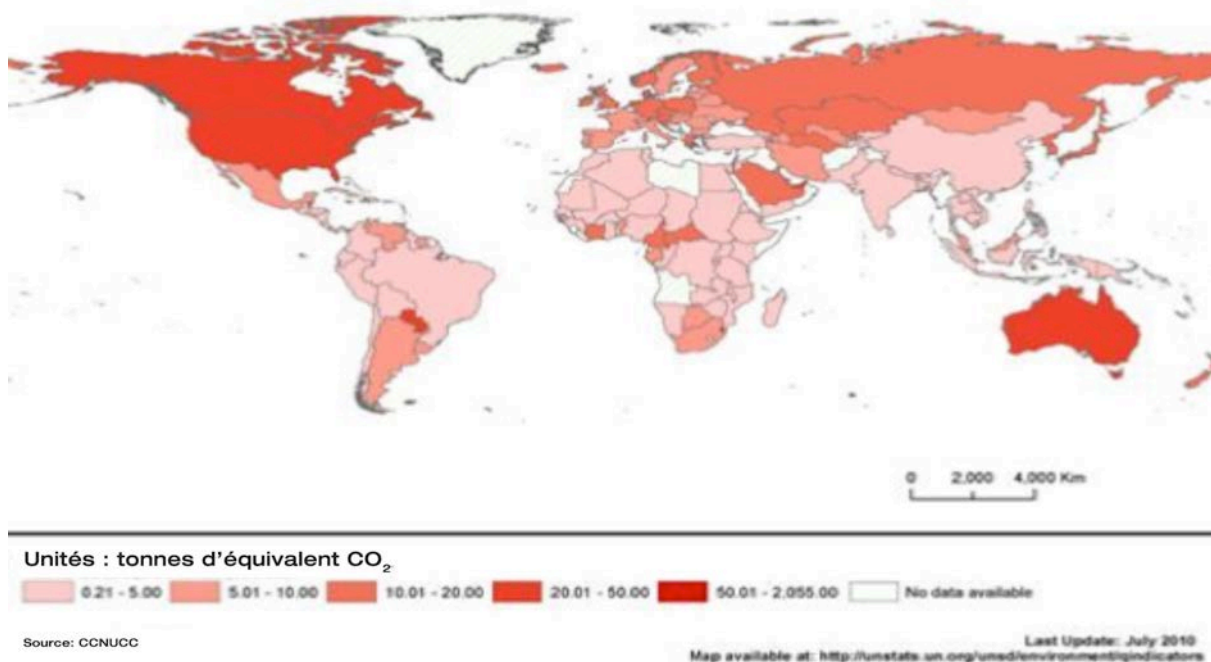 0 2,000 4,000 Km
Unités : tonnes d'équivalent CO₂
0.21 - 5.00 5.01 - 10.00 10.01 - 20.00 20.01 - 50.00 50.01 - 2,055.00 No data available
Source: CCNUCC
Last Update: July 2010
Map available at: http://unstats.un.org/unsd/environment/qindicators